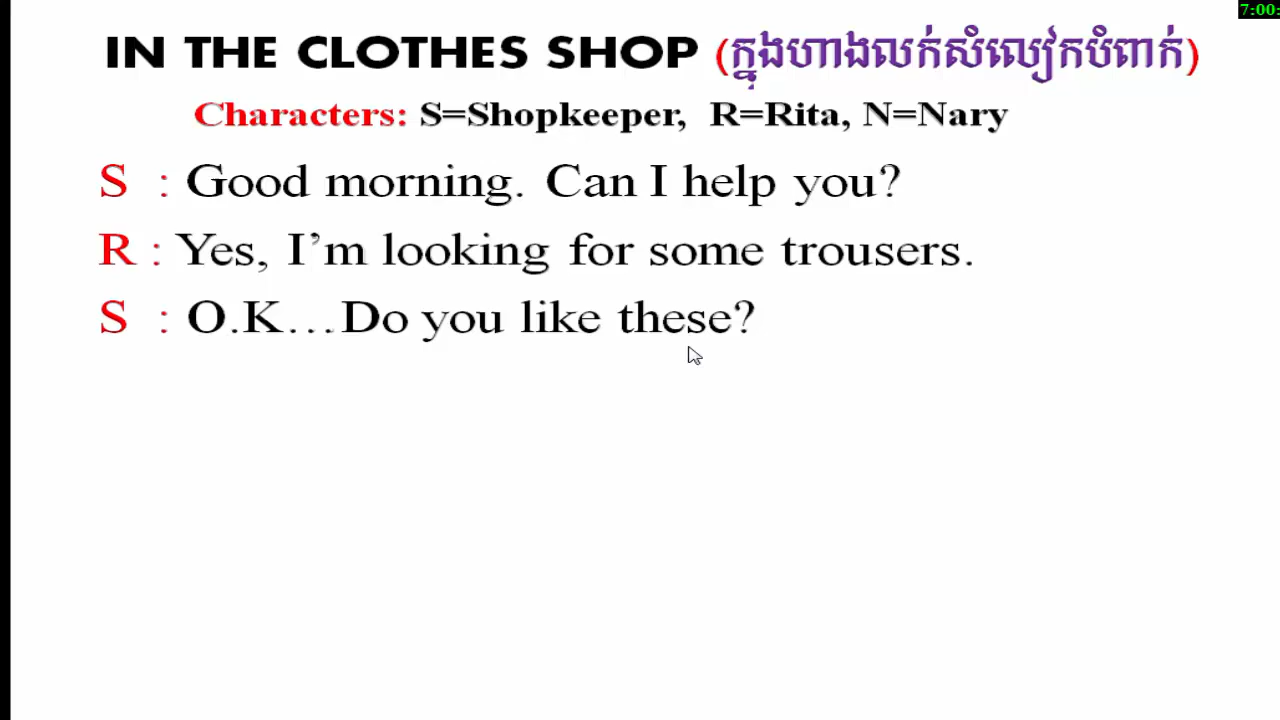 7:00:
IN THE CLOTHES SHOP (ក្នុងហាងលក់សំលៀកបំពាក់)
Characters: S=Shopkeeper, R=Rita, N=Nary
S : Good morning. Can I help you?
R : Yes, I’m looking for some trousers.
S : O.K…Do you like these?